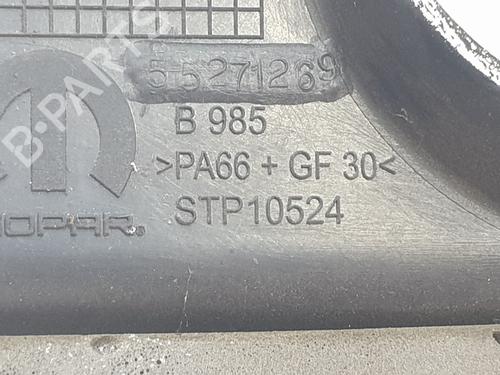 55271269
B 985
>PA66 + GF 30<
STP10524
MOPAR.
B-PARTS